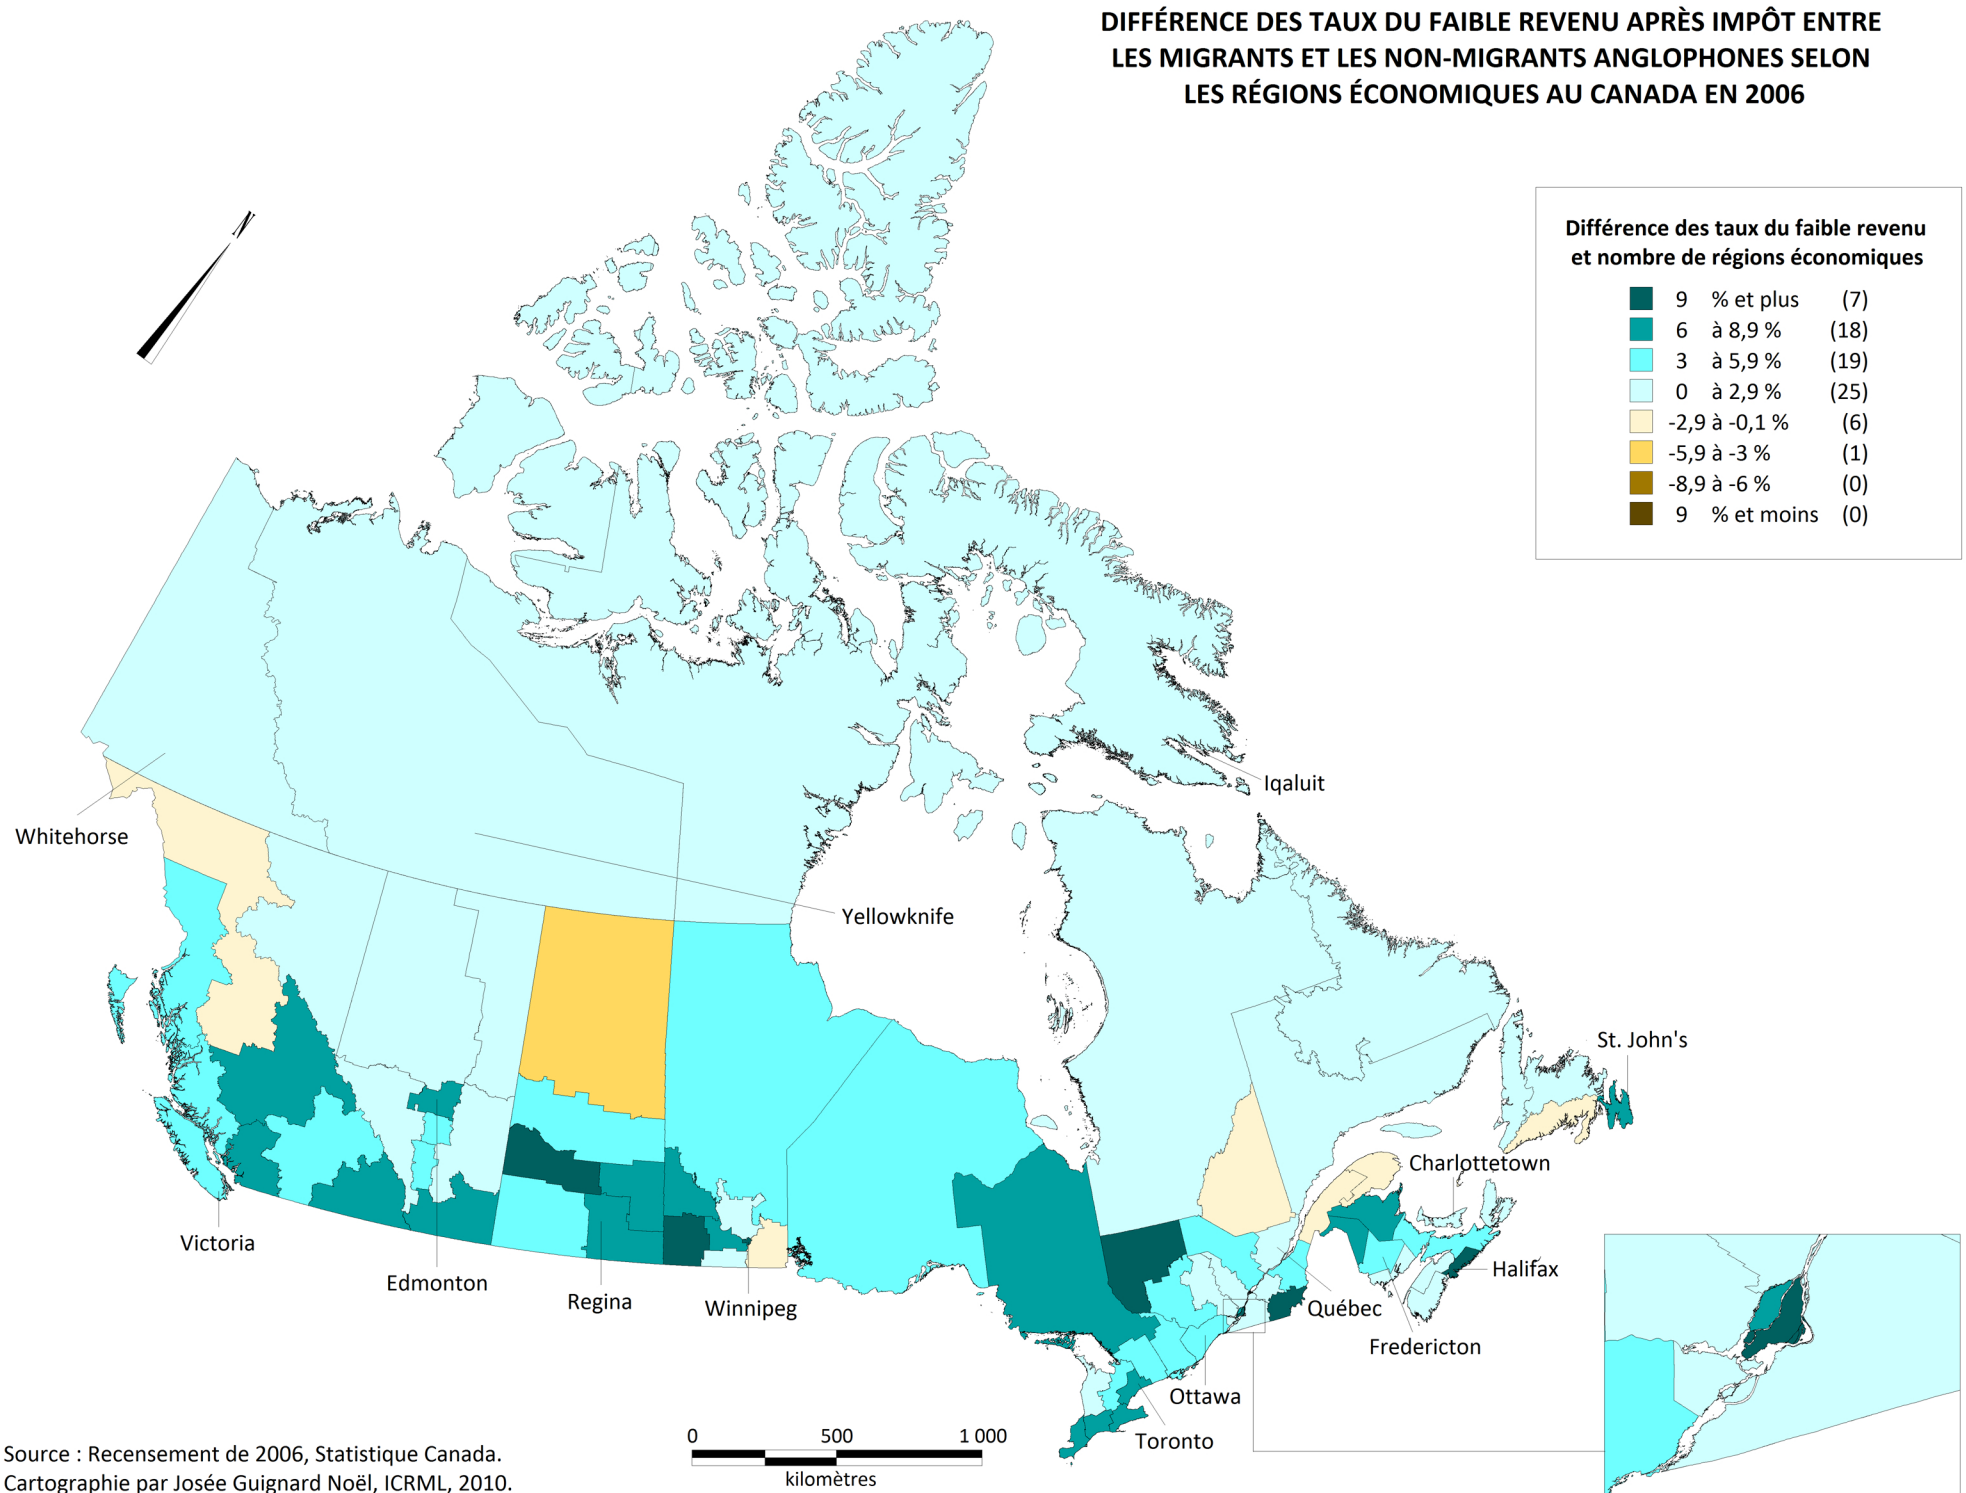 DIFFÉRENCE DES TAUX DU FAIBLE REVENU APRÈS IMPÔT ENTRE
LES MIGRANTS ET LES NON-MIGRANTS ANGLOPHONES SELON
LES RÉGIONS ÉCONOMIQUES AU CANADA EN 2006
Différence des taux du faible revenu
et nombre de régions économiques
9 % et plus (7)
6 à 8,9 % (18)
3 à 5,9 % (19)
0 à 2,9 % (25)
-2,9 à -0,1 % (6)
-5,9 à -3 % (1)
-8,9 à -6 % (0)
9 % et moins (0)
Iqaluit
Whitehorse
Yellowknife
St. John's
Charlottetown
Victoria
Edmonton
Regina
Winnipeg
Halifax
Québec
Fredericton
Ottawa
Toronto
0 500 1 000
kilomètres
Source : Recensement de 2006, Statistique Canada.
Cartographie par Josée Guignard Noël, ICRML, 2010.